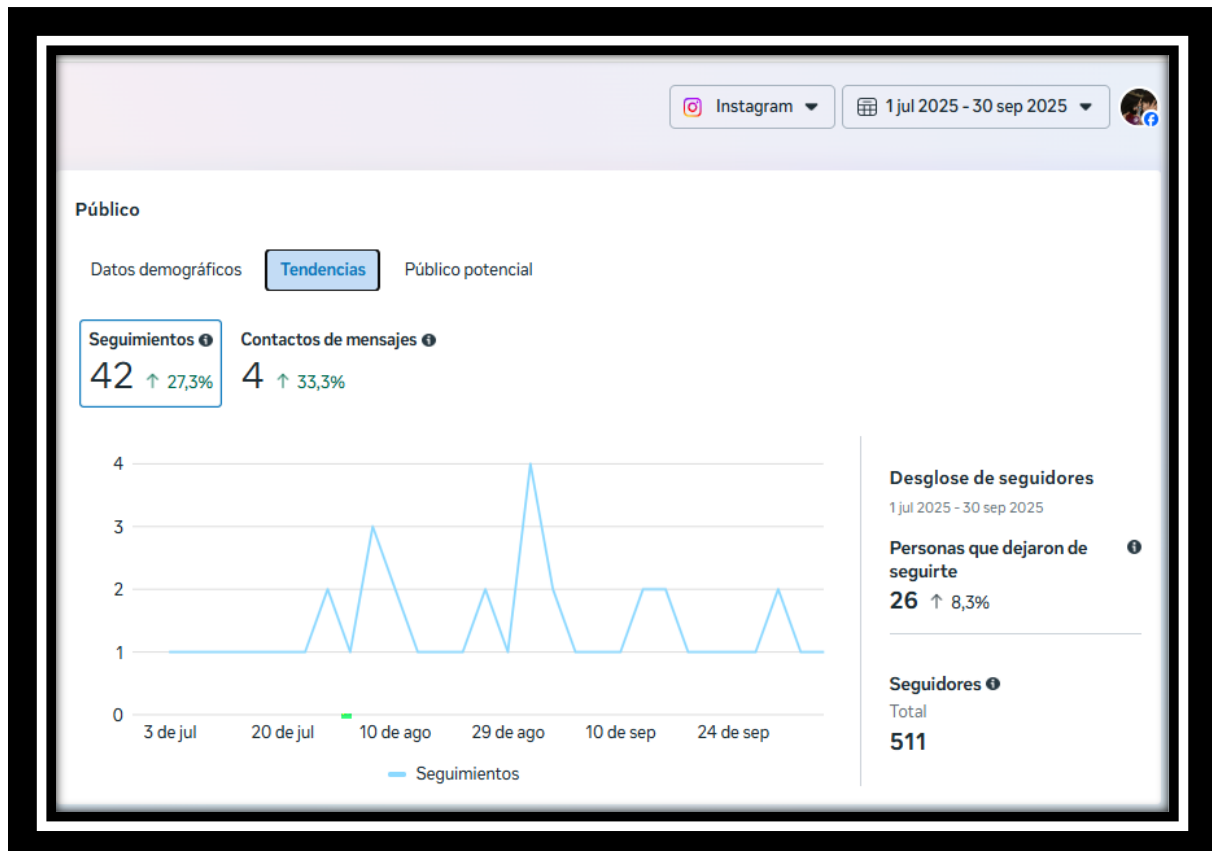 Instagram
1 jul 2025 - 30 sep 2025
Público
Datos demográficos Tendencias Público potencial
Seguimientos Contactos de mensajes
42 ↑ 27,3% 4 ↑ 33,3%
4
3
2
1
0
3 de jul 20 de jul 10 de ago 29 de ago 10 de sep 24 de sep
Seguimientos
Desglose de seguidores
1 jul 2025 - 30 sep 2025
Personas que dejaron de
seguirte
26 ↑ 8,3%
Seguidores
Total
511